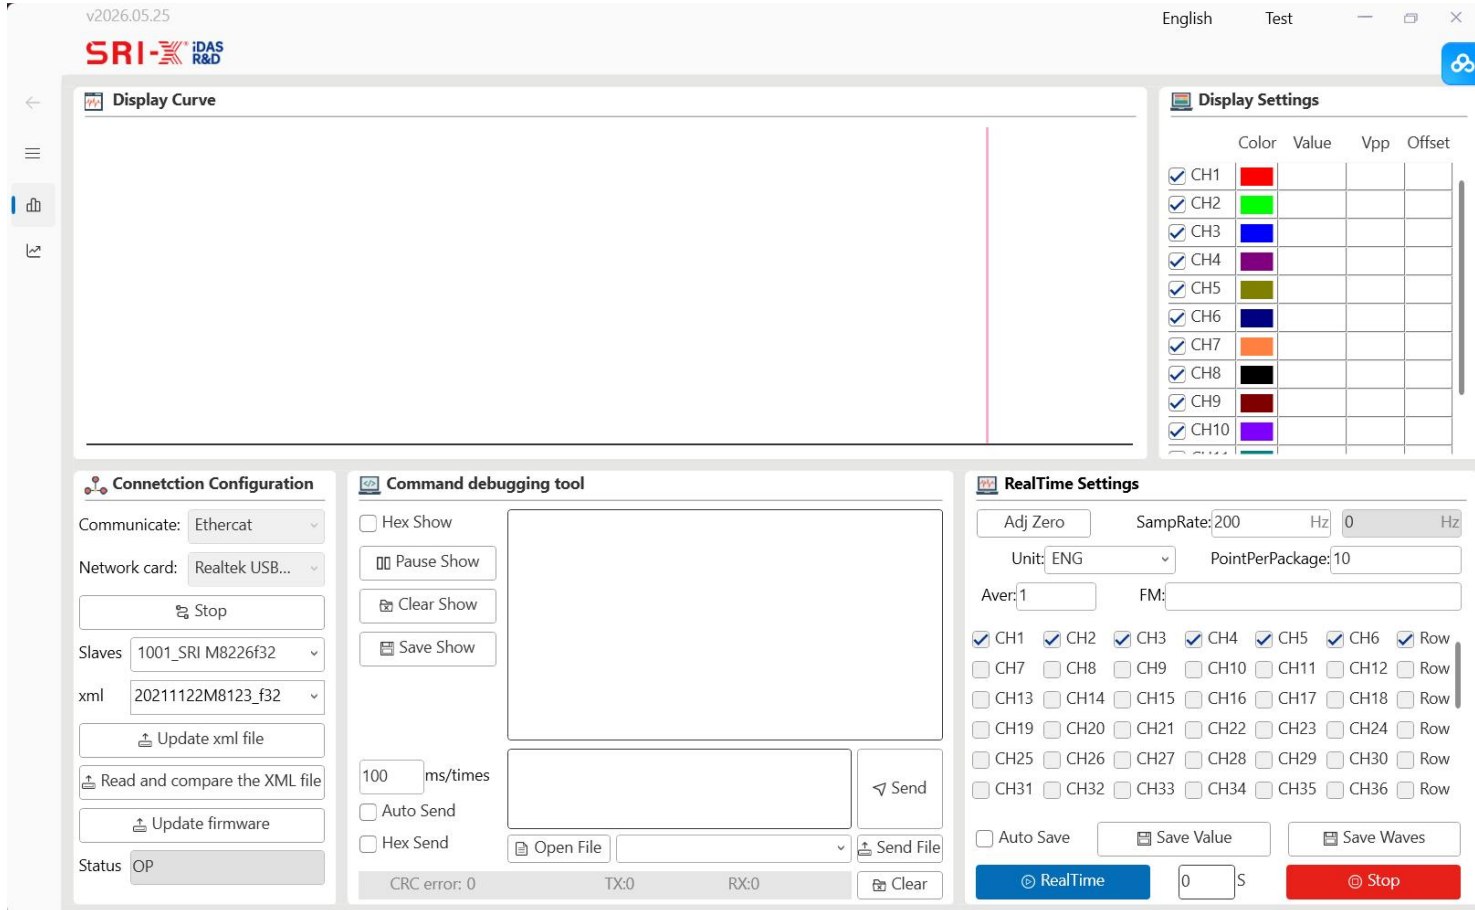 v2026.05.25
English Test
SRI-X iDAS R&D
Display Curve
Display Settings
Color Value Vpp Offset
CH1
CH2
CH3
CH4
CH5
CH6
CH7
CH8
CH9
CH10
Connetction Configuration
Communicate: Ethercat
Network card: Realtek USB...
Stop
Slaves 1001_SRI M8226f32
xml 20211122M8123_f32
Update xml file
Read and compare the XML file
Update firmware
Status OP
Command debugging tool
Hex Show
Pause Show
Clear Show
Save Show
100 ms/times
Auto Send
Hex Send
Send
Open File Send File
CRC error: 0 TX:0 RX:0 Clear
RealTime Settings
Adj Zero SampRate: 200 Hz 0 Hz
Unit: ENG PointPerPackage: 10
Aver: 1 FM:
CH1 CH2 CH3 CH4 CH5 CH6 Row
CH7 CH8 CH9 CH10 CH11 CH12 Row
CH13 CH14 CH15 CH16 CH17 CH18 Row
CH19 CH20 CH21 CH22 CH23 CH24 Row
CH25 CH26 CH27 CH28 CH29 CH30 Row
CH31 CH32 CH33 CH34 CH35 CH36 Row
Auto Save Save Value Save Waves
RealTime 0 S Stop